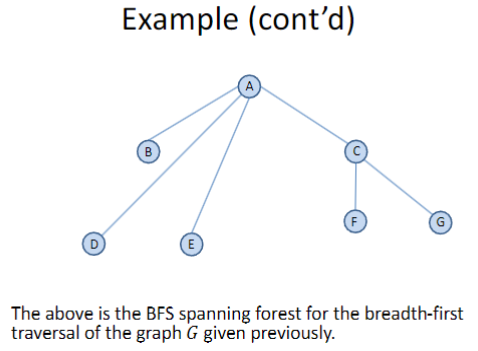 Example (cont’d)
A
B
C
F
G
D
E
The above is the BFS spanning forest for the breadth-first
traversal of the graph G given previously.